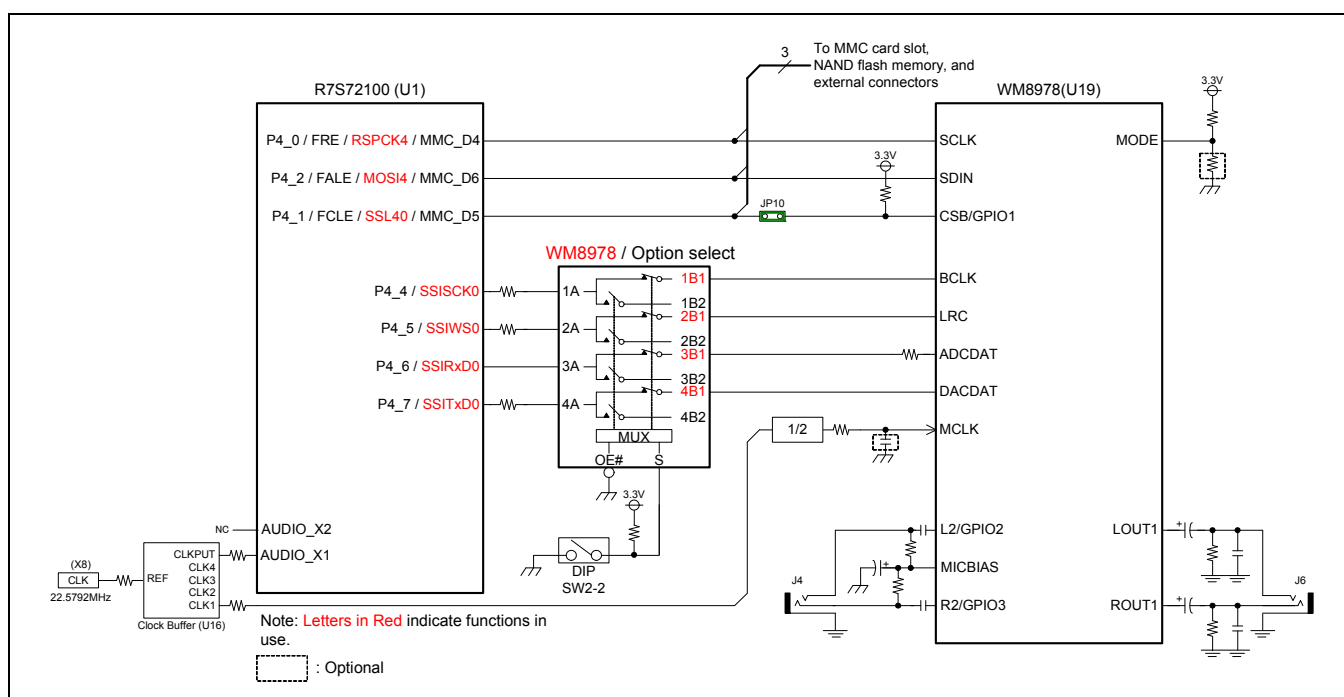 3
To MMC card slot,
NAND flash memory, and
external connectors
R7S72100 (U1)
WM8978(U19)
3.3V
P4_0 / FRE / RSPCK4 / MMC_D4
SCLK
MODE
P4_2 / FALE / MOSI4 / MMC_D6
3.3V
SDIN
P4_1 / FCLE / SSL40 / MMC_D5
JP10
CSB/GPIO1
WM8978 / Option select
P4_4 / SSISCK0
1A
1B1
BCLK
1B2
P4_5 / SSIWS0
2A
2B1
LRC
2B2
P4_6 / SSIRxD0
3A
3B1
ADCDAT
3B2
P4_7 / SSITxD0
4A
4B1
DACDAT
4B2
MUX
1/2
MCLK
OE#
S
3.3V
NC
AUDIO_X2
L2/GPIO2
LOUT1
CLKPUT
AUDIO_X1
DIP
SW2-2
MICBIAS
(X8)
CLK
22.5792MHz
REF
CLK4
CLK3
CLK2
CLK1
Clock Buffer (U16)
J4
R2/GPIO3
ROUT1
J6
Note: Letters in Red indicate functions in
use.
: Optional